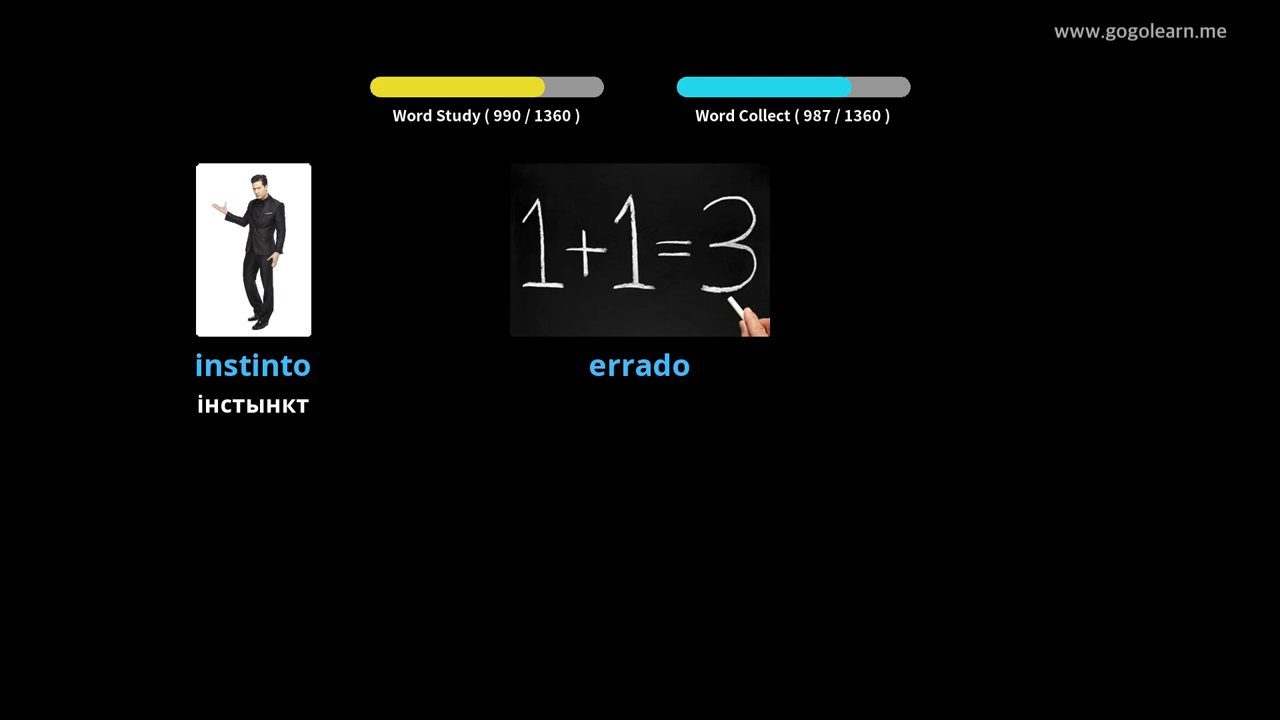 www.gogolearn.me
Word Study ( 990 / 1360 )
Word Collect ( 987 / 1360 )
1+1=3
instinto
errado
інстынкт